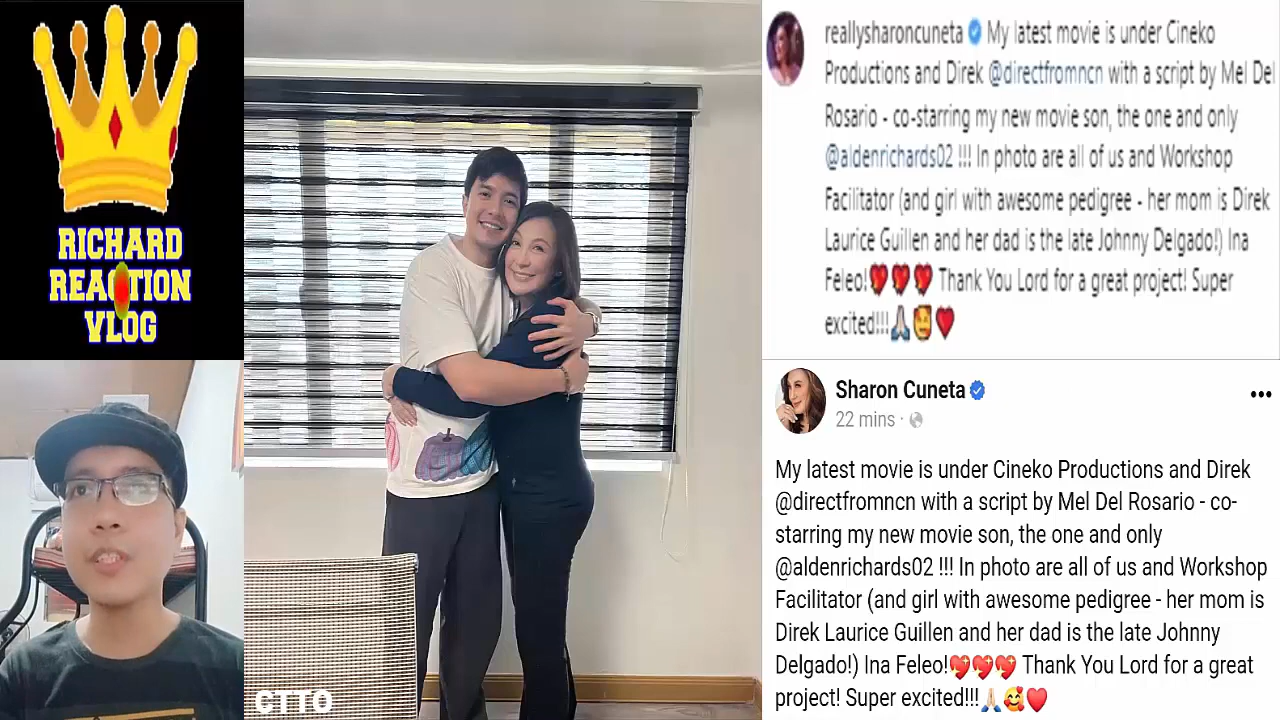 RICHARD
REACTION
VLOG
CTTO
reallysharoncuneta My latest movie is under Cineko
Productions and Direk @directfromncn with a script by Mel Del
Rosario - co-starring my new movie son, the one and only
@aldenrichards02 !!! In photo are all of us and Workshop
Facilitator (and girl with awesome pedigree - her mom is Direk
Laurice Guillen and her dad is the late Johnny Delgado!) Ina
Feleo!💖💖💖 Thank You Lord for a great project! Super
excited!!!🙏🏻🥰♥️
Sharon Cuneta
22 mins ·
My latest movie is under Cineko Productions and Direk
@directfromncn with a script by Mel Del Rosario - co-
starring my new movie son, the one and only
@aldenrichards02 !!! In photo are all of us and Workshop
Facilitator (and girl with awesome pedigree - her mom is
Direk Laurice Guillen and her dad is the late Johnny
Delgado!) Ina Feleo!💖💖💖 Thank You Lord for a great
project! Super excited!!!🙏🏻🥰♥️